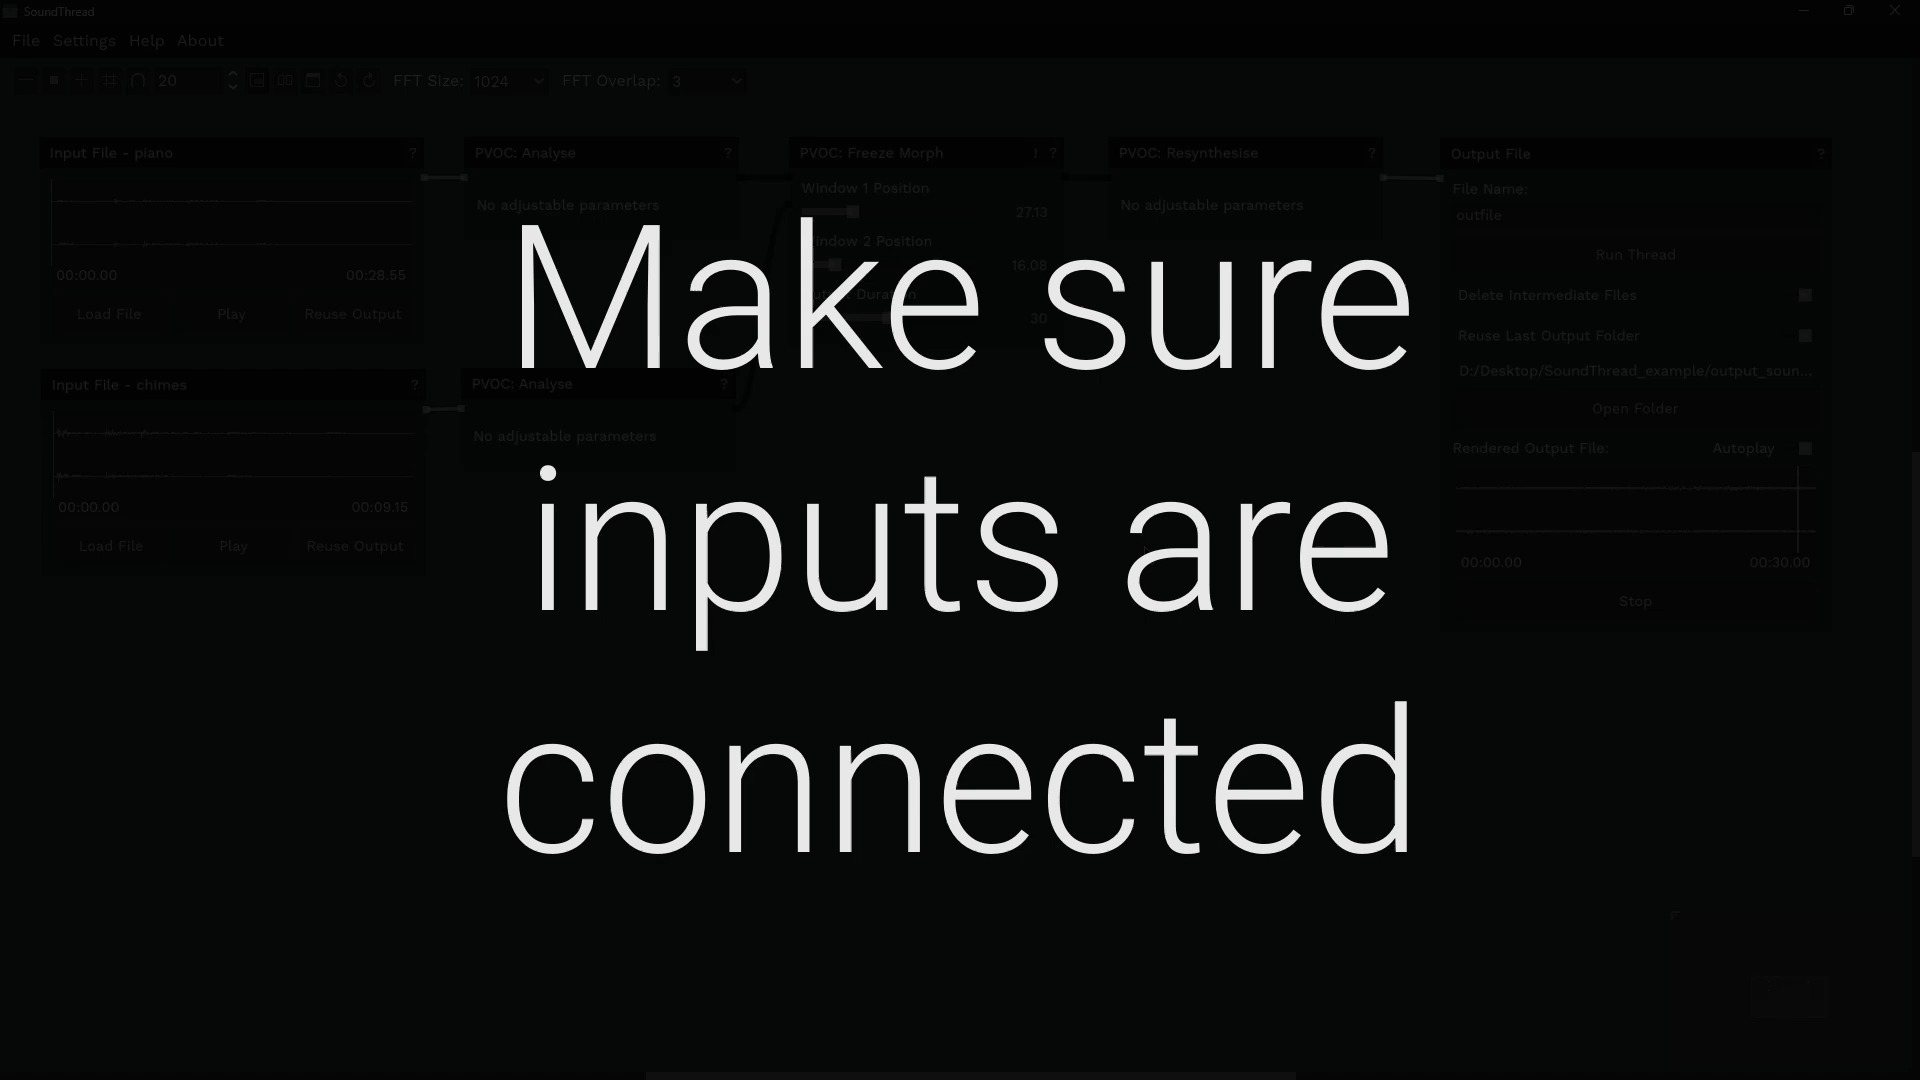 SoundThread
File Settings Help About
20 FFT Size: 1024 FFT Overlap: 3
Input File - piano ?
00:00.00 00:28.55
Load File Play Reuse Output
PVOC: Analyse ?
No adjustable parameters
PVOC: Freeze Morph ! ?
Window 1 Position
27.13
indow 2 Position
16.08
Duration
30
PVOC: Resynthesise ?
No adjustable parameters
Output File ?
File Name:
outfile
Run Thread
Delete Intermediate Files
Reuse Last Output Folder
D:/Desktop/SoundThread_example/output_soun...
Open Folder
Rendered Output File: Autoplay
00:00.00 00:30.00
Stop
Input File - chimes ?
00:00.00 00:09.15
Load File Play Reuse Output
PVOC: Analyse ?
No adjustable parameters
Make sure
inputs are
connected